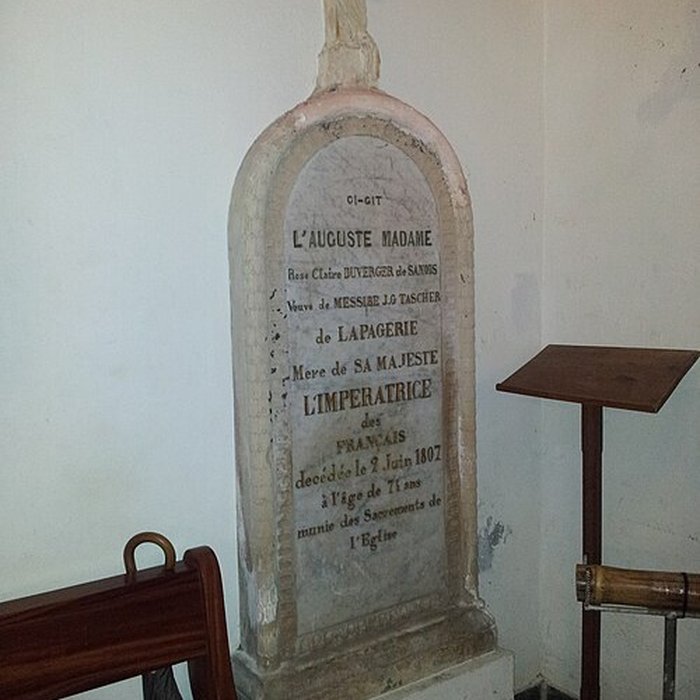 CI-GIT
L'AUGUSTE MADAME
Rose Claire DUVERGER de SANOIS
Veuve de MESSIRE J.G TASCHER
de LAPAGERIE
Mere de SA MAJESTE
L'IMPERATRICE
des
FRANÇAIS
decédée le 2 Juin 1807
à l'âge de 71 ans
munie des Sacrements de
l'Eglise